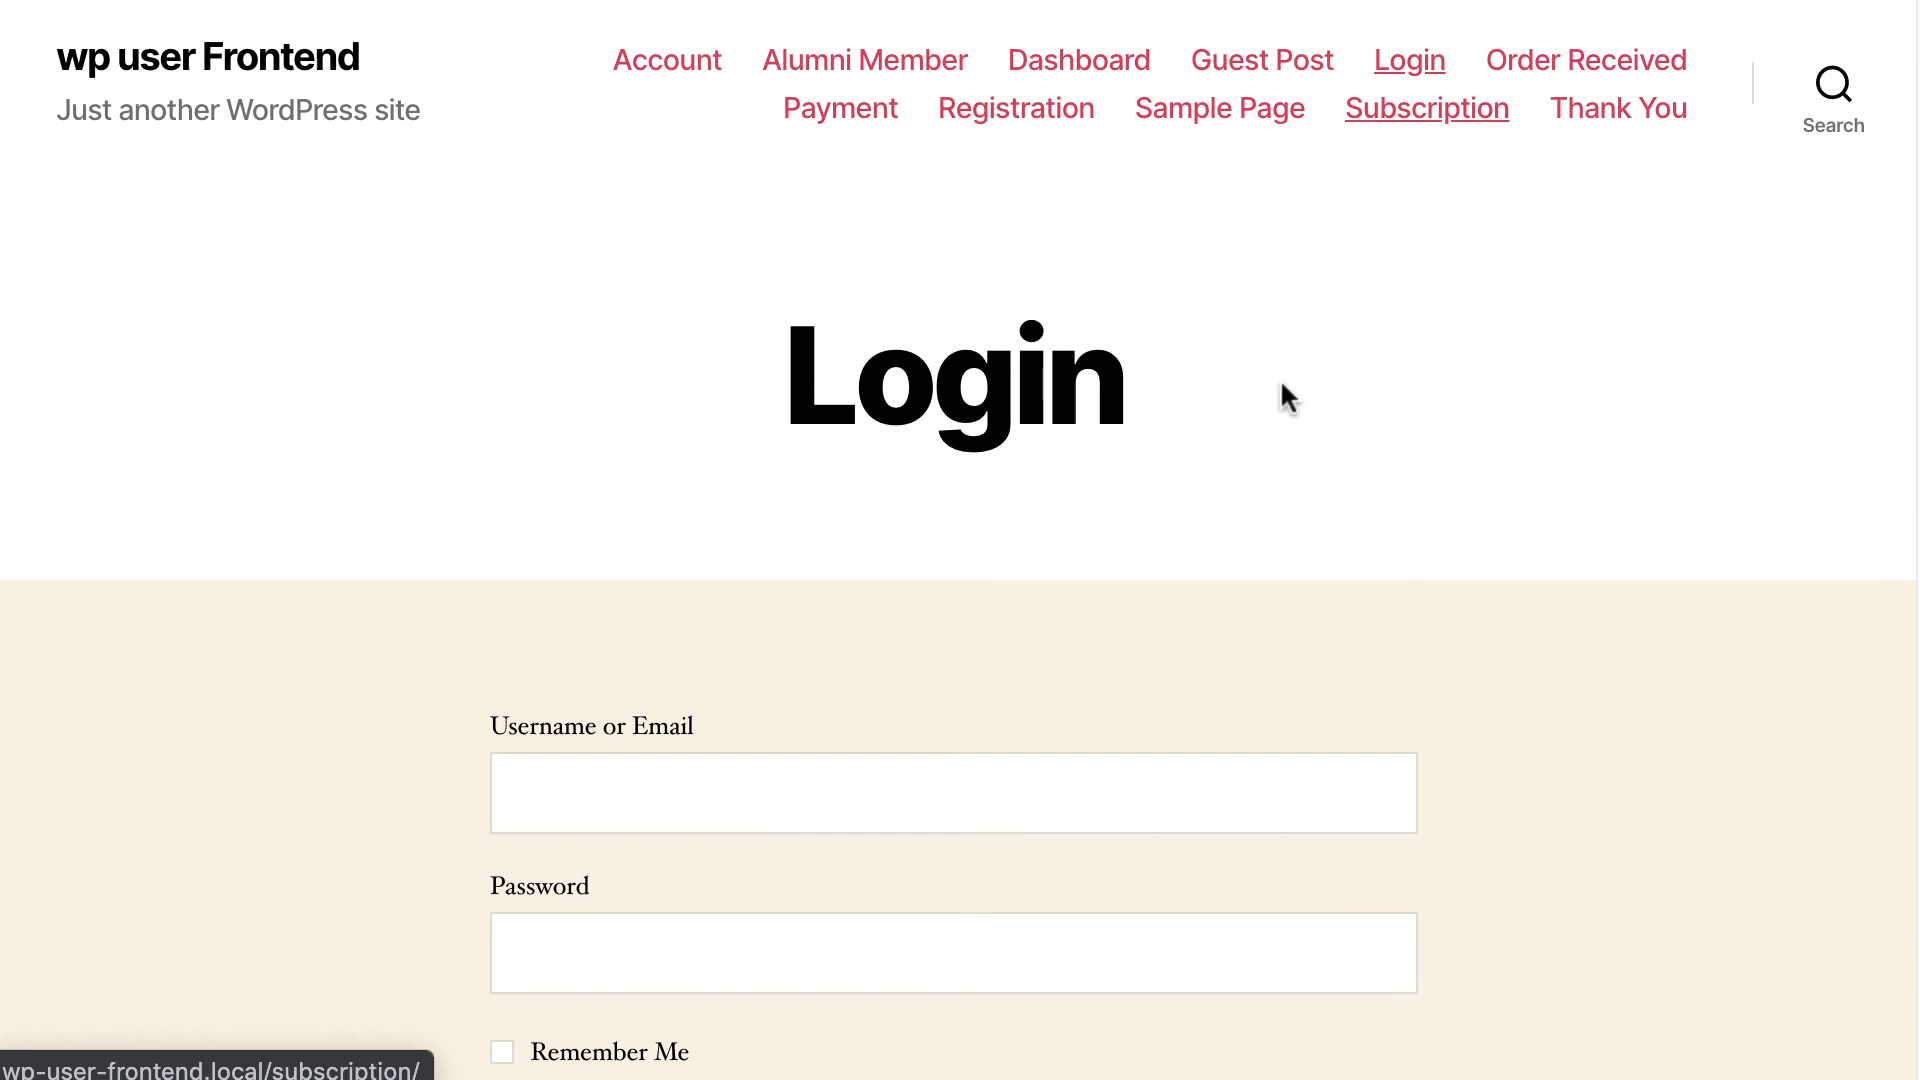 wp user Frontend
Just another WordPress site
Account Alumni Member Dashboard Guest Post Login Order Received
Payment Registration Sample Page Subscription Thank You
Search
Login
Username or Email
Password
Remember Me
wp-user-frontend.local/subscription/